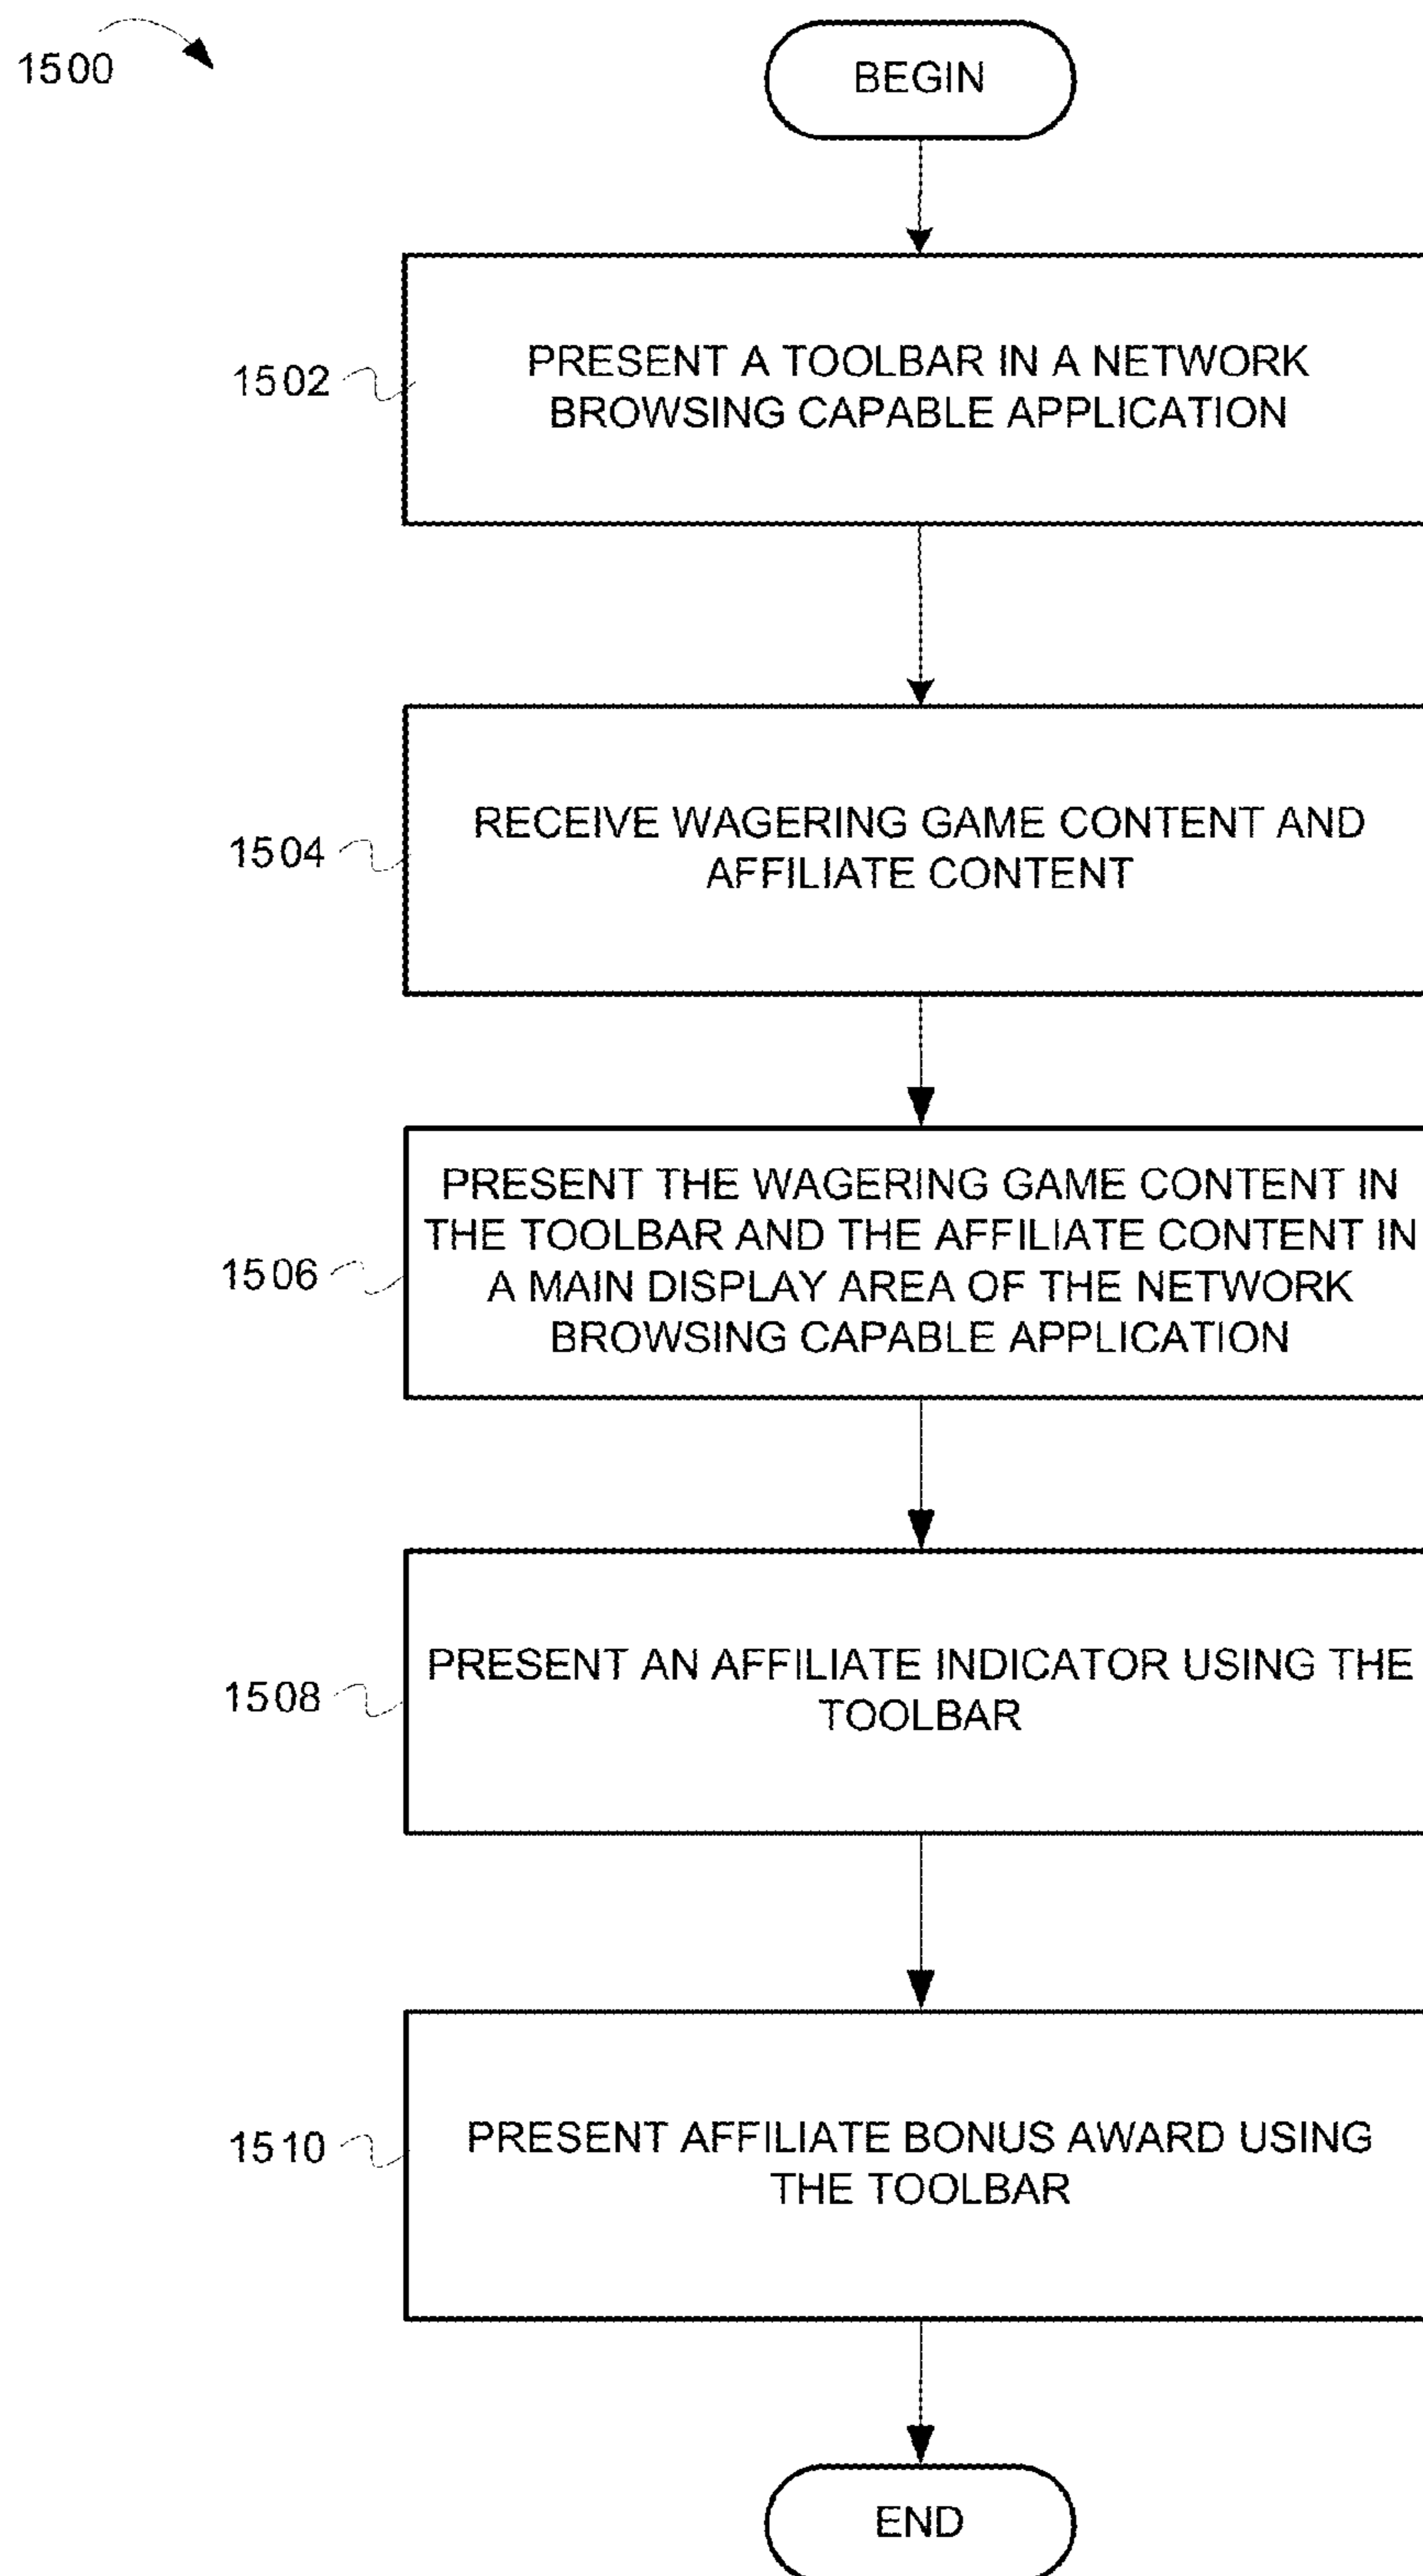 1500
BEGIN
1502
PRESENT A TOOLBAR IN A NETWORK
BROWSING CAPABLE APPLICATION
1504
RECEIVE WAGERING GAME CONTENT AND
AFFILIATE CONTENT
1506
PRESENT THE WAGERING GAME CONTENT IN
THE TOOLBAR AND THE AFFILIATE CONTENT IN
A MAIN DISPLAY AREA OF THE NETWORK
BROWSING CAPABLE APPLICATION
1508
PRESENT AN AFFILIATE INDICATOR USING THE
TOOLBAR
1510
PRESENT AFFILIATE BONUS AWARD USING
THE TOOLBAR
END